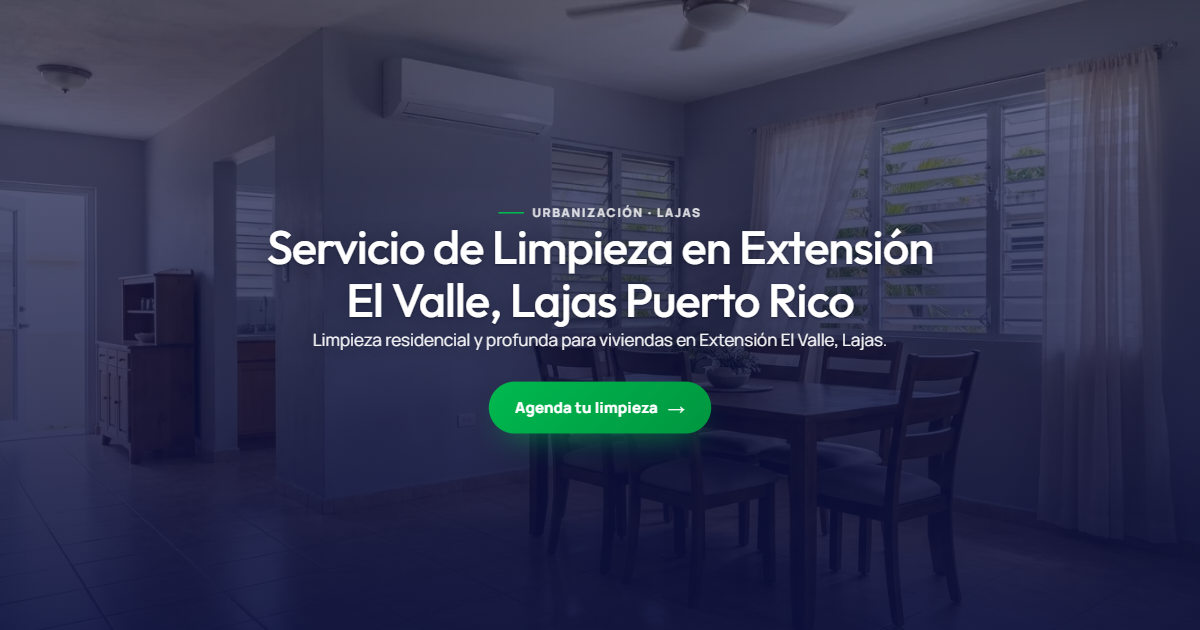 URBANIZACIÓN · LAJAS
Servicio de Limpieza en Extensión
El Valle, Lajas Puerto Rico
Limpieza residencial y profunda para viviendas en Extensión El Valle, Lajas.
Agenda tu limpieza →